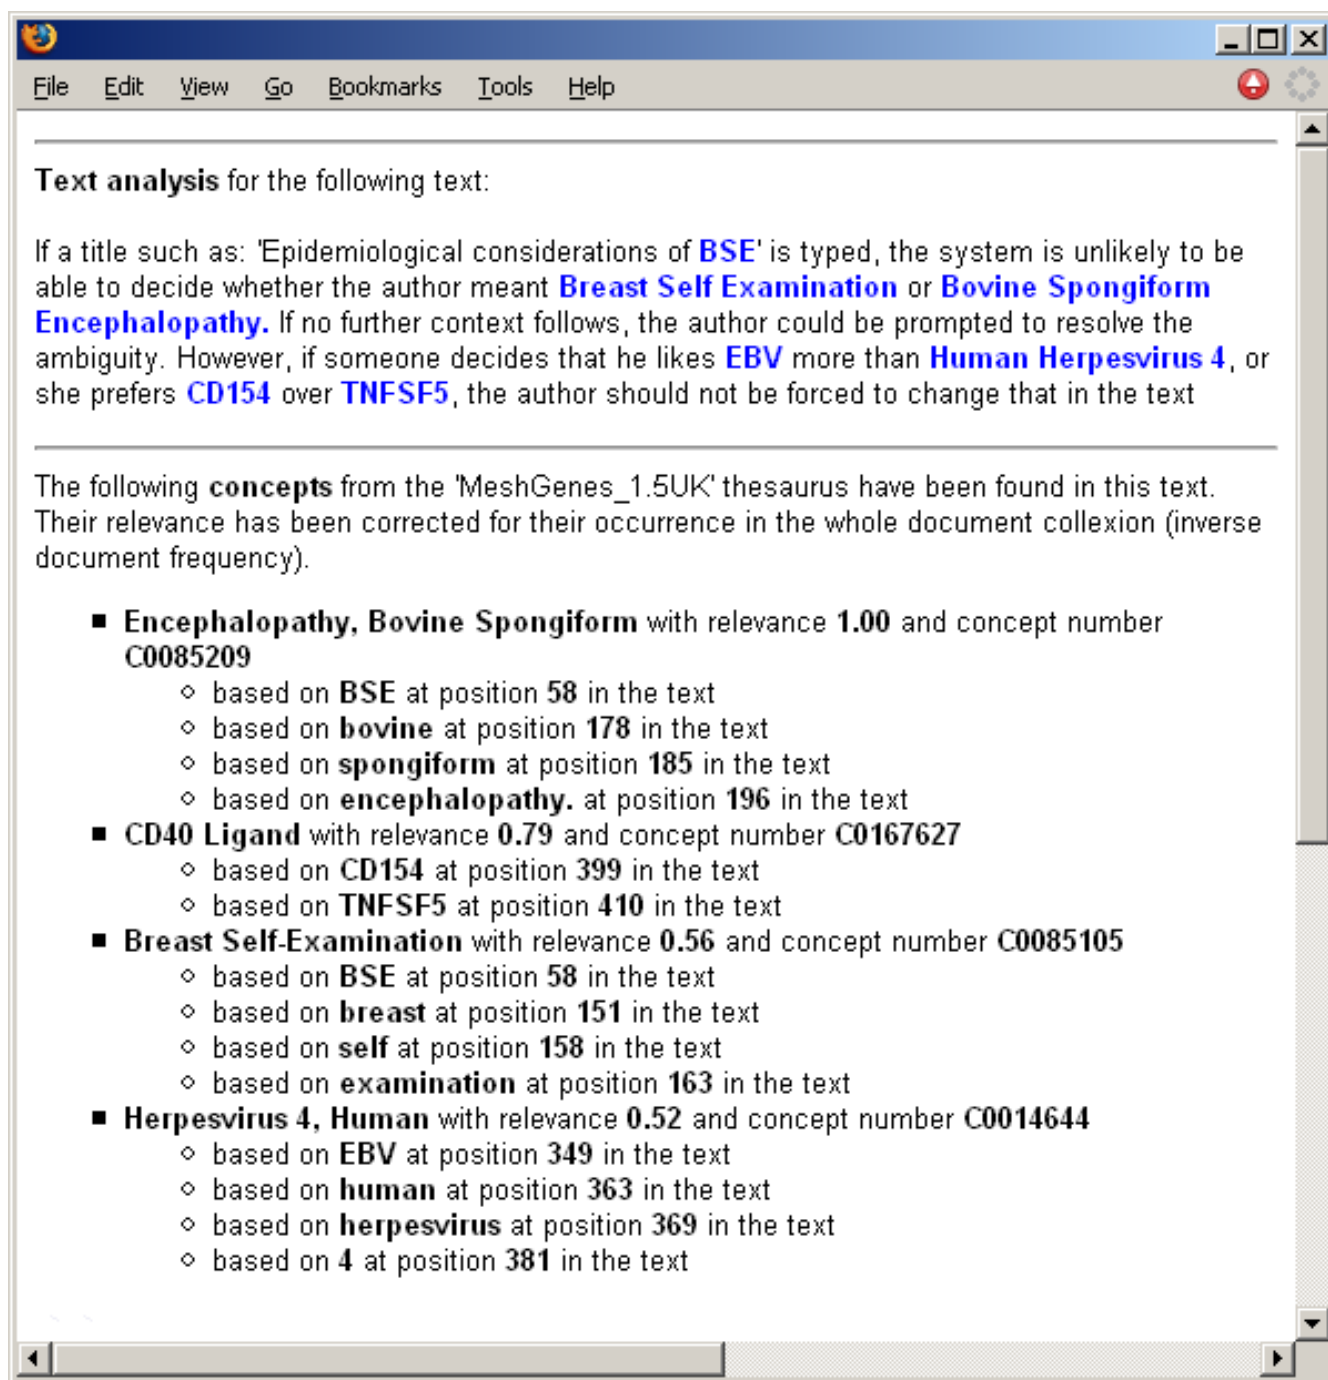 File Edit View Go Bookmarks Tools Help
Text analysis for the following text:
If a title such as: 'Epidemiological considerations of BSE' is typed, the system is unlikely to be
able to decide whether the author meant Breast Self Examination or Bovine Spongiform
Encephalopathy. If no further context follows, the author could be prompted to resolve the
ambiguity. However, if someone decides that he likes EBV more than Human Herpesvirus 4, or
she prefers CD154 over TNFSF5, the author should not be forced to change that in the text
The following concepts from the 'MeshGenes_1.5UK' thesaurus have been found in this text.
Their relevance has been corrected for their occurrence in the whole document collexion (inverse
document frequency).
■ Encephalopathy, Bovine Spongiform with relevance 1.00 and concept number
C0085209
○ based on BSE at position 58 in the text
○ based on bovine at position 178 in the text
○ based on spongiform at position 185 in the text
○ based on encephalopathy. at position 196 in the text
■ CD40 Ligand with relevance 0.79 and concept number C0167627
○ based on CD154 at position 399 in the text
○ based on TNFSF5 at position 410 in the text
■ Breast Self-Examination with relevance 0.56 and concept number C0085105
○ based on BSE at position 58 in the text
○ based on breast at position 151 in the text
○ based on self at position 158 in the text
○ based on examination at position 163 in the text
■ Herpesvirus 4, Human with relevance 0.52 and concept number C0014644
○ based on EBV at position 349 in the text
○ based on human at position 363 in the text
○ based on herpesvirus at position 369 in the text
○ based on 4 at position 381 in the text